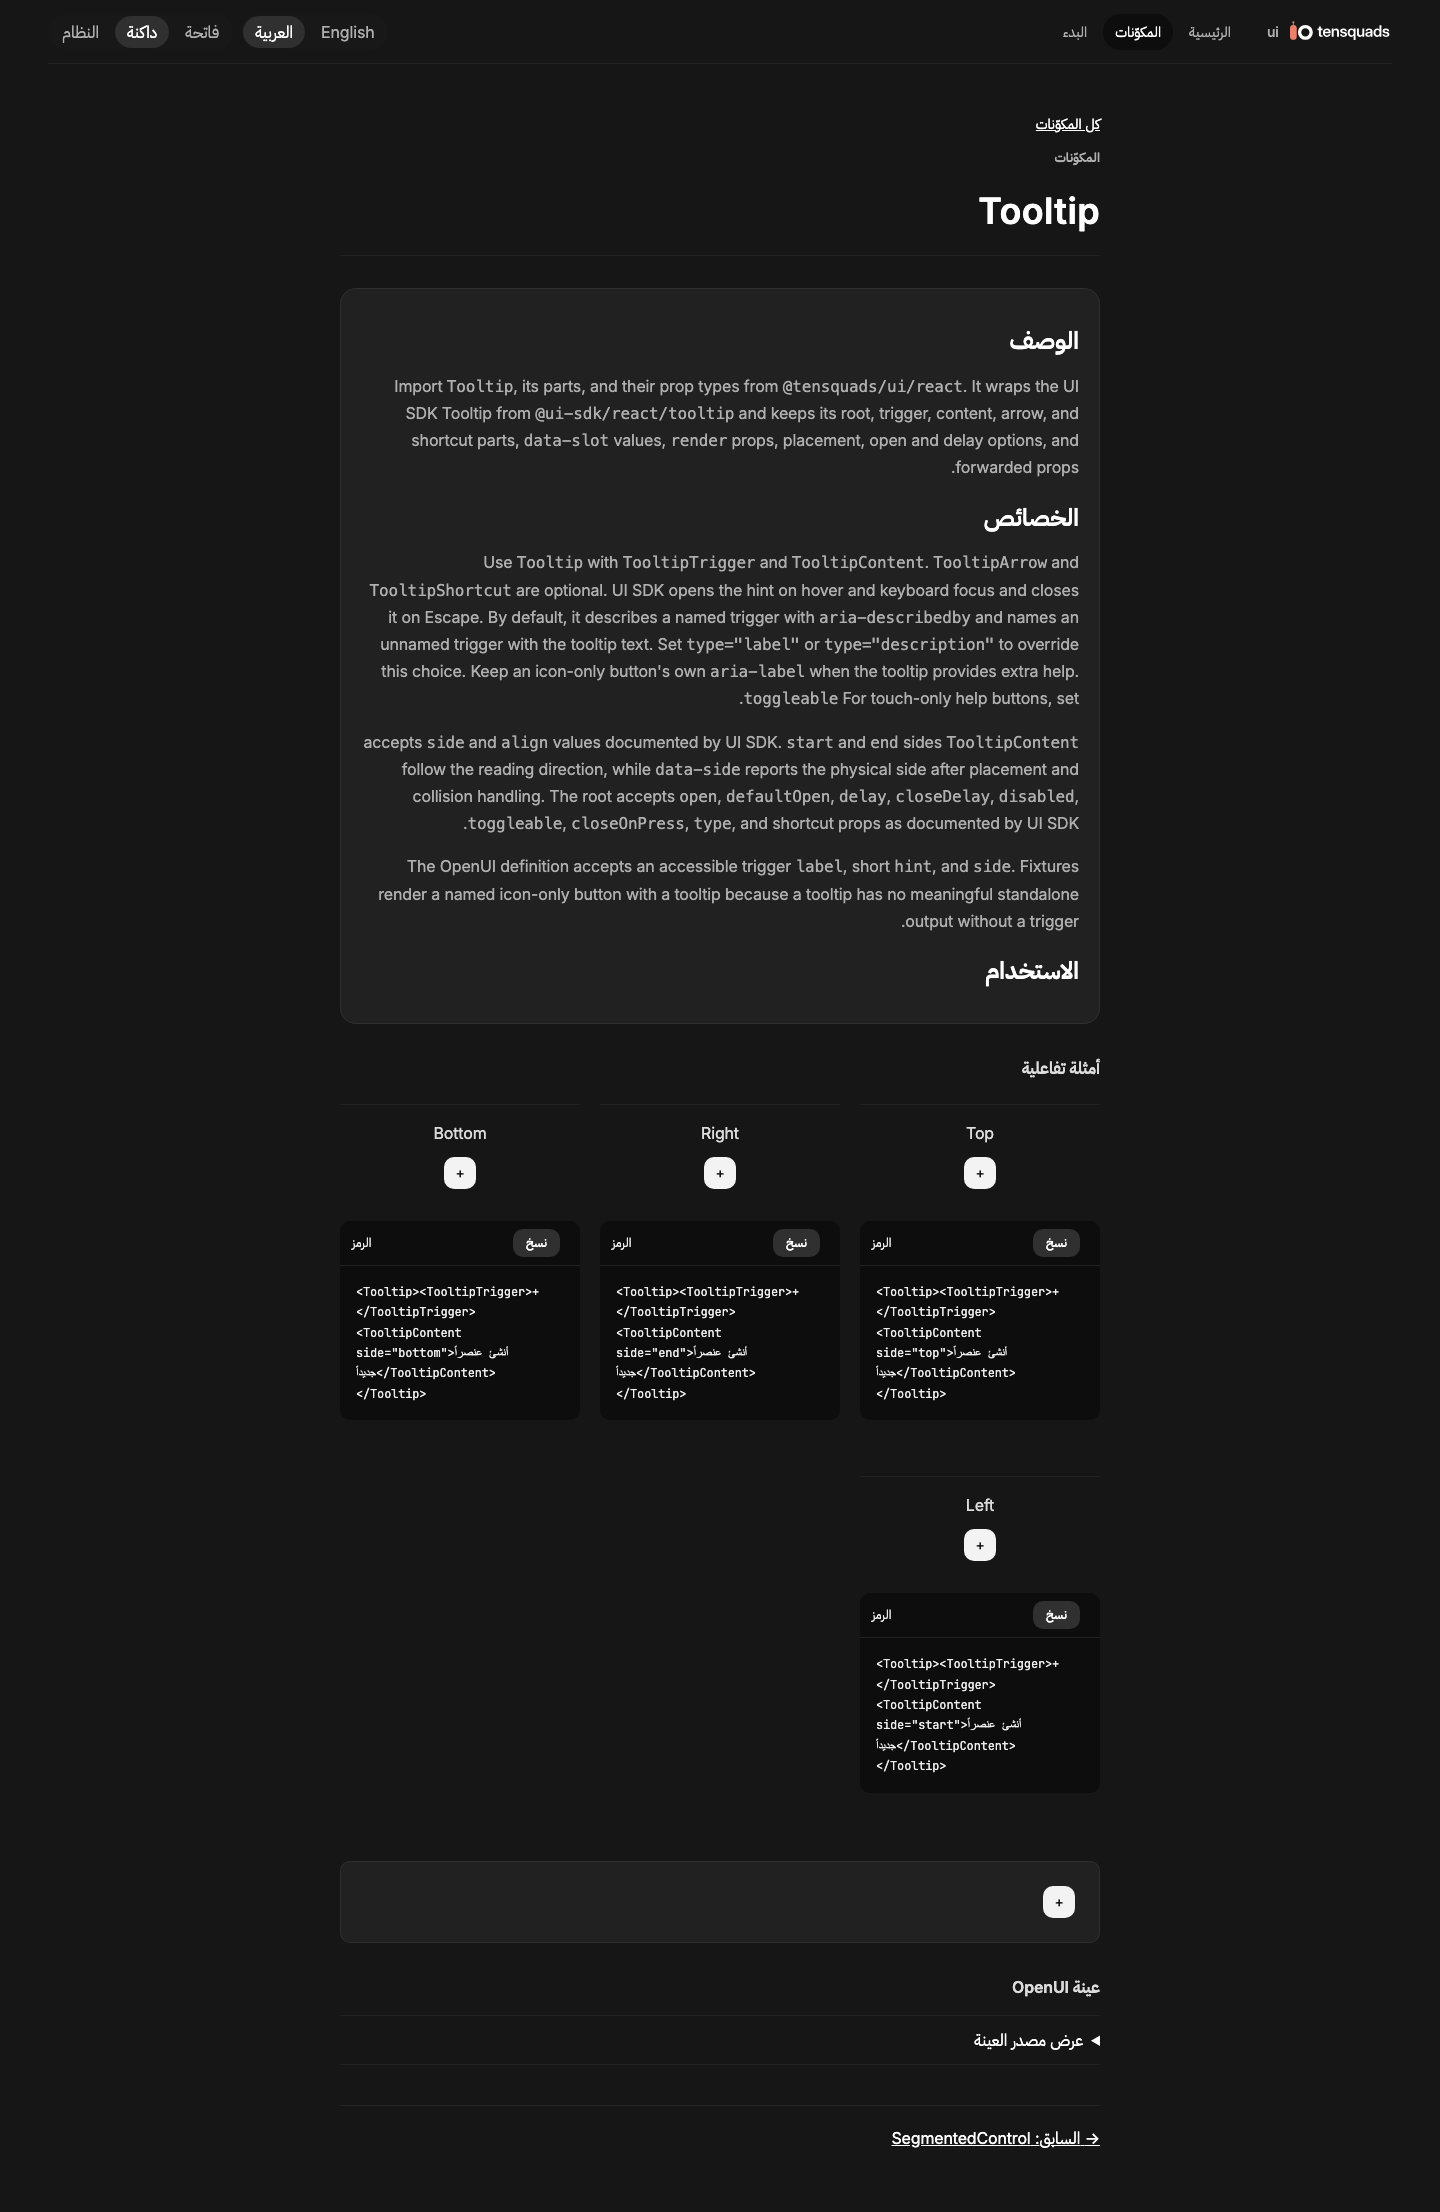 tensquads ui
الرئيسية
المكوّنات
البدء
English
العربية
فاتحة
داكنة
النظام
كل المكوّنات
المكوّنات
Tooltip
الوصف
Import Tooltip, its parts, and their prop types from @tensquads/ui/react. It wraps the UI
SDK Tooltip from @ui-sdk/react/tooltip and keeps its root, trigger, content, arrow, and
shortcut parts, data-slot values, render props, placement, open and delay options, and
.forwarded props
الخصائص
Use Tooltip with TooltipTrigger and TooltipContent. TooltipArrow and
TooltipShortcut are optional. UI SDK opens the hint on hover and keyboard focus and closes
it on Escape. By default, it describes a named trigger with aria-describedby and names an
unnamed trigger with the tooltip text. Set type="label" or type="description" to override
this choice. Keep an icon-only button's own aria-label when the tooltip provides extra help.
.toggleable For touch-only help buttons, set
accepts side and align values documented by UI SDK. start and end sides TooltipContent
follow the reading direction, while data-side reports the physical side after placement and
collision handling. The root accepts open, defaultOpen, delay, closeDelay, disabled,
.toggleable, closeOnPress, type, and shortcut props as documented by UI SDK
The OpenUI definition accepts an accessible trigger label, short hint, and side. Fixtures
render a named icon-only button with a tooltip because a tooltip has no meaningful standalone
.output without a trigger
الاستخدام
أمثلة تفاعلية
Top
+
نسخ
الرمز
<Tooltip><TooltipTrigger>+
</TooltipTrigger>
<TooltipContent
side="top">أنشئ عنصراً
جديداً</TooltipContent>
</Tooltip>
Right
+
نسخ
الرمز
<Tooltip><TooltipTrigger>+
</TooltipTrigger>
<TooltipContent
side="end">أنشئ عنصراً
جديداً</TooltipContent>
</Tooltip>
Bottom
+
نسخ
الرمز
<Tooltip><TooltipTrigger>+
</TooltipTrigger>
<TooltipContent
side="bottom">أنشئ عنصراً
جديداً</TooltipContent>
</Tooltip>
Left
+
نسخ
الرمز
<Tooltip><TooltipTrigger>+
</TooltipTrigger>
<TooltipContent
side="start">أنشئ عنصراً
جديداً</TooltipContent>
</Tooltip>
+
عينة OpenUI
عرض مصدر العينة
→ السابق: SegmentedControl